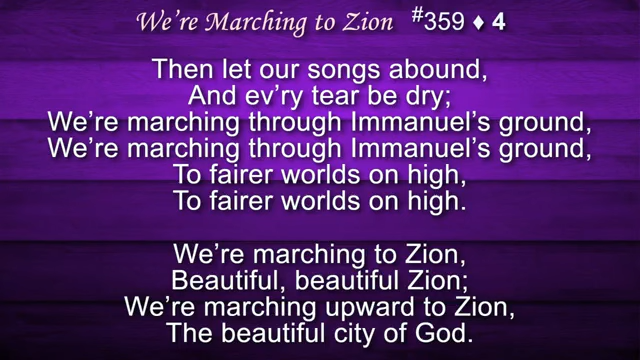 We’re Marching to Zion #359 ♦ 4
Then let our songs abound,
And ev’ry tear be dry;
We’re marching through Immanuel’s ground,
We’re marching through Immanuel’s ground,
To fairer worlds on high,
To fairer worlds on high.
We’re marching to Zion,
Beautiful, beautiful Zion;
We’re marching upward to Zion,
The beautiful city of God.